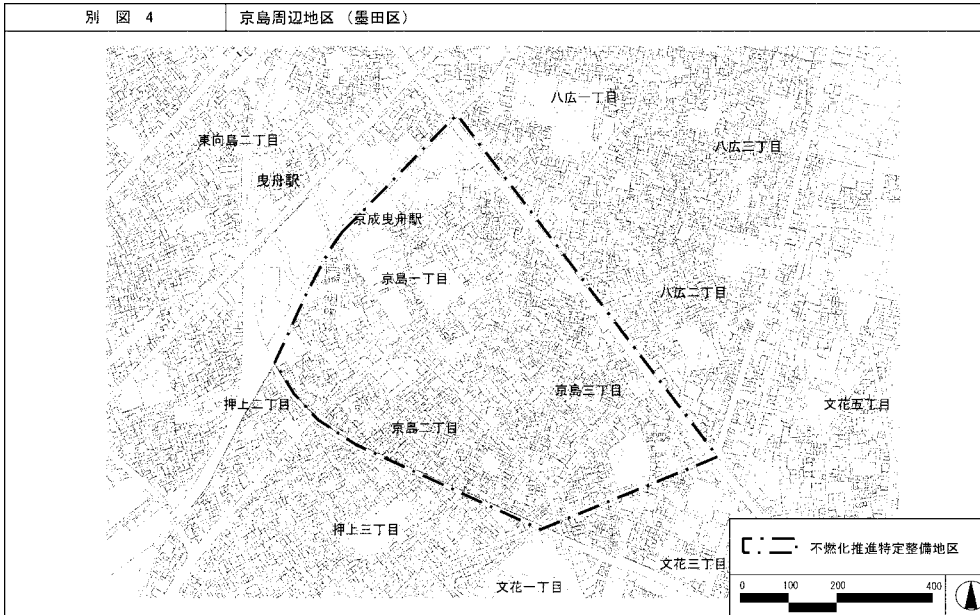 別図4
京島周辺地区（墨田区）
八広一丁目
東向島二丁目
八広三丁目
曳舟駅
京成曳舟駅
京島一丁目
八広二丁目
京島三丁目
押上二丁目
文花五丁目
京島二丁目
押上三丁目
文花三丁目
文花一丁目
不燃化推進特定整備地区
0 100 200 400